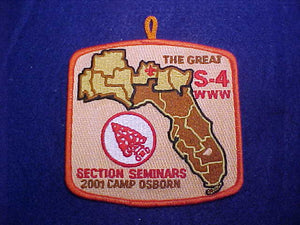 THE GREAT
S-4
WWW
SECTION SEMINARS
2001 CAMP OSBORN